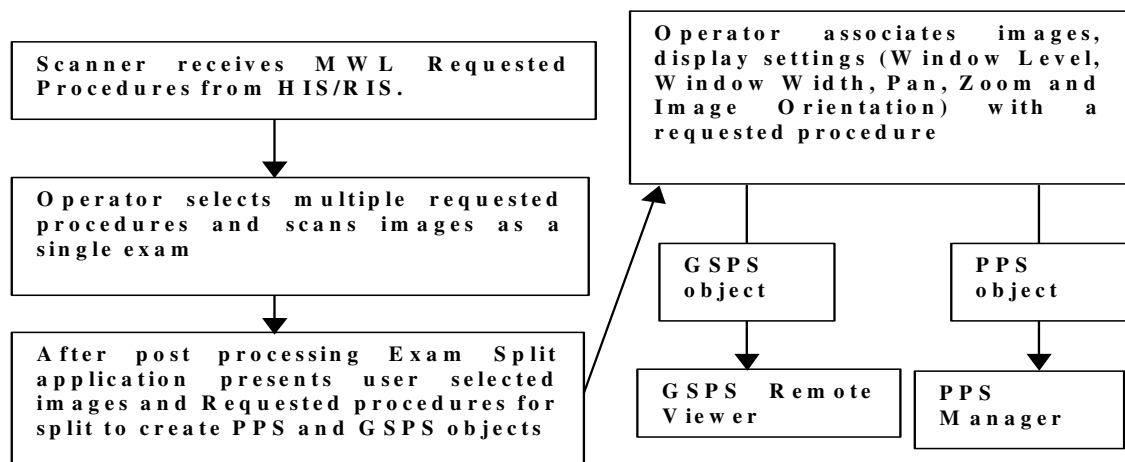 Scanner receives MWL Requested
Procedures from HIS/RIS.
Operator selects multiple requested
procedures and scans images as a
single exam
After post processing Exam Split
application presents user selected
images and Requested procedures for
split to create PPS and GSPS objects
Operator associates images,
display settings (Window Level,
Window Width, Pan, Zoom and
Image Orientation) with a
requested procedure
GSPS
object
PPS
object
GSPS Remote
Viewer
PPS
Manager